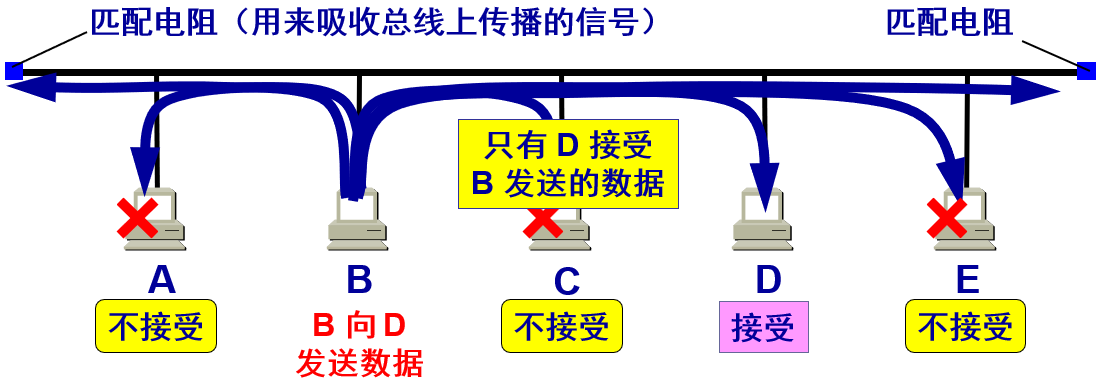 匹配电阻（用来吸收总线上传播的信号）
匹配电阻
只有 D 接受
B 发送的数据
A
B
C
D
E
不接受
B 向 D
发送数据
不接受
接受
不接受